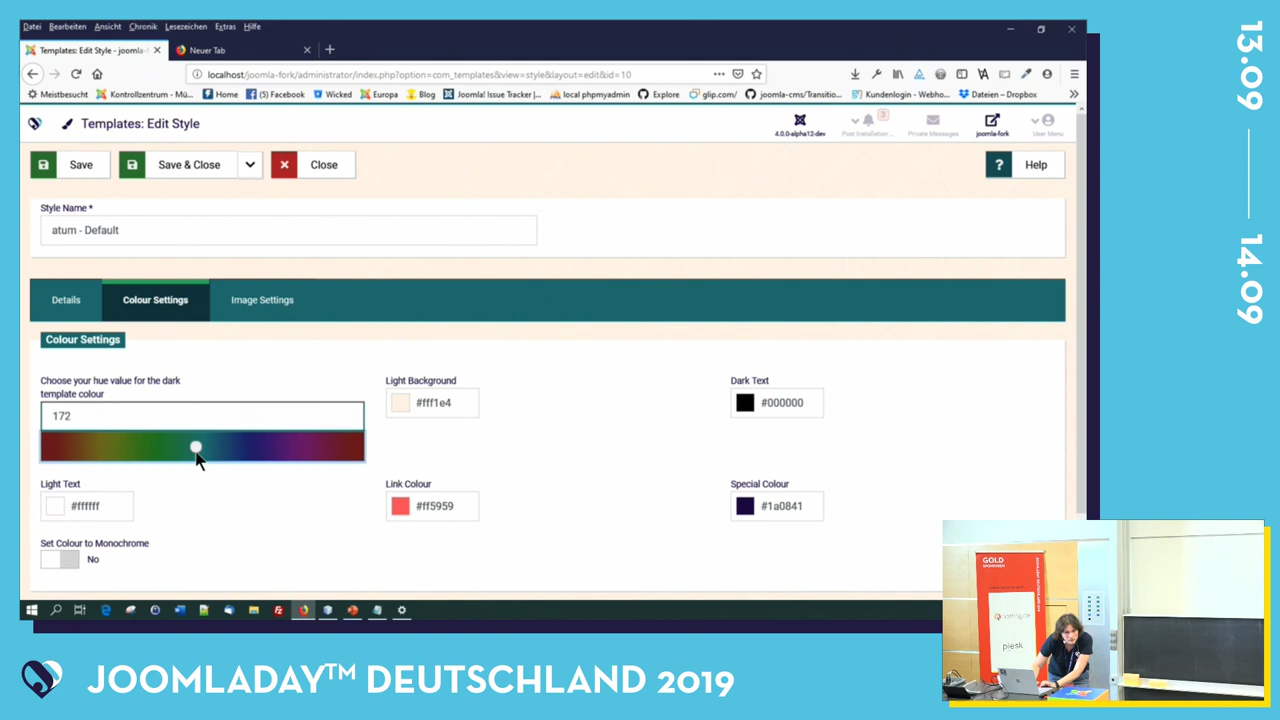 Datei Bearbeiten Ansicht Chronik Lesezeichen Extras Hilfe
Templates: Edit Style - joomla-
Neuer Tab
localhost/joomla-fork/administrator/index.php?option=com_templates&view=style&layout=edit&id=10
Meistbesucht Kontrollzentrum - Mü... Home (5) Facebook Wicked Europa Blog Joomla! Issue Tracker |... local phpmyadmin Explore glip.com/ joomla-cms/Transitio... Kundenlogin - Webho... Dateien – Dropbox
Templates: Edit Style
3
4.0.0-alpha12-dev Post Installation... Private Messages joomla-fork User Menu
Save Save & Close Close ? Help
Style Name *
atum - Default
Details Colour Settings Image Settings
Colour Settings
Choose your hue value for the dark
template colour
172
Light Background
#fff1e4
Dark Text
#000000
Light Text
#ffffff
Link Colour
#ff5959
Special Colour
#1a0841
Set Colour to Monochrome
No
13.09
14.09
GOLD
plesk
JOOMLADAY™ DEUTSCHLAND 2019